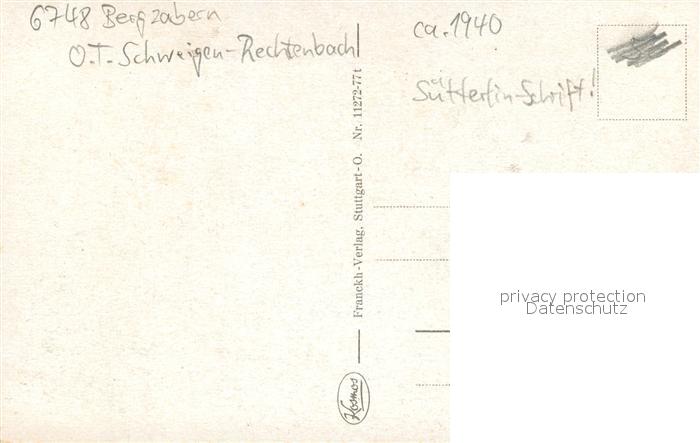 6748 Bergzabern
O.T. Schweigen-Rechtenbach
ca. 1940
Sütterlin-Schrift!
Franckh-Verlag, Stuttgart-O. Nr. 11272-77t
Kosmos
privacy protection
Datenschutz